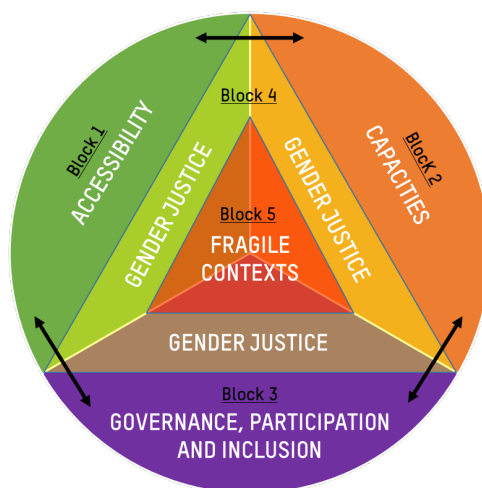 Block 4
Block 1
ACCESSIBILITY
Block 2
CAPACITIES
GENDER JUSTICE
GENDER JUSTICE
Block 5
FRAGILE
CONTEXTS
GENDER JUSTICE
Block 3
GOVERNANCE, PARTICIPATION
AND INCLUSION